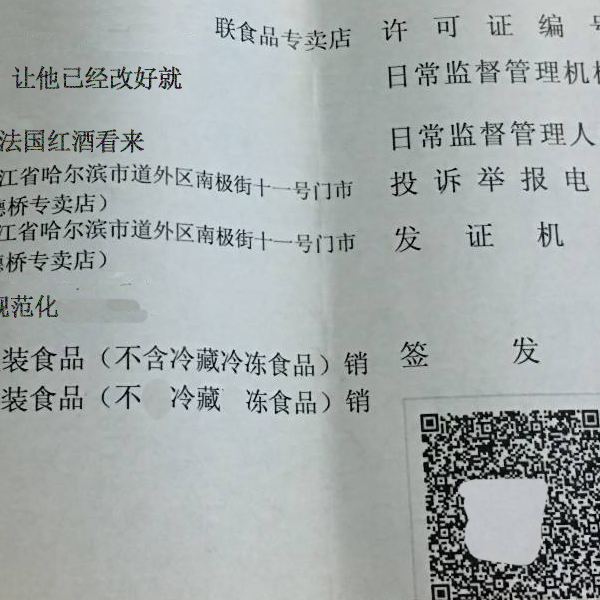 联食品专卖店 许可证编号
让他已经改好就 日常监督管理机
法国红酒看来 日常监督管理人
江省哈尔滨市道外区南极街十一号门市 投诉举报电
德桥专卖店）
江省哈尔滨市道外区南极街十一号门市 发证机
德桥专卖店）
规范化
装食品（不含冷藏冷冻食品）销 签发
装食品（不 冷藏 冻食品）销